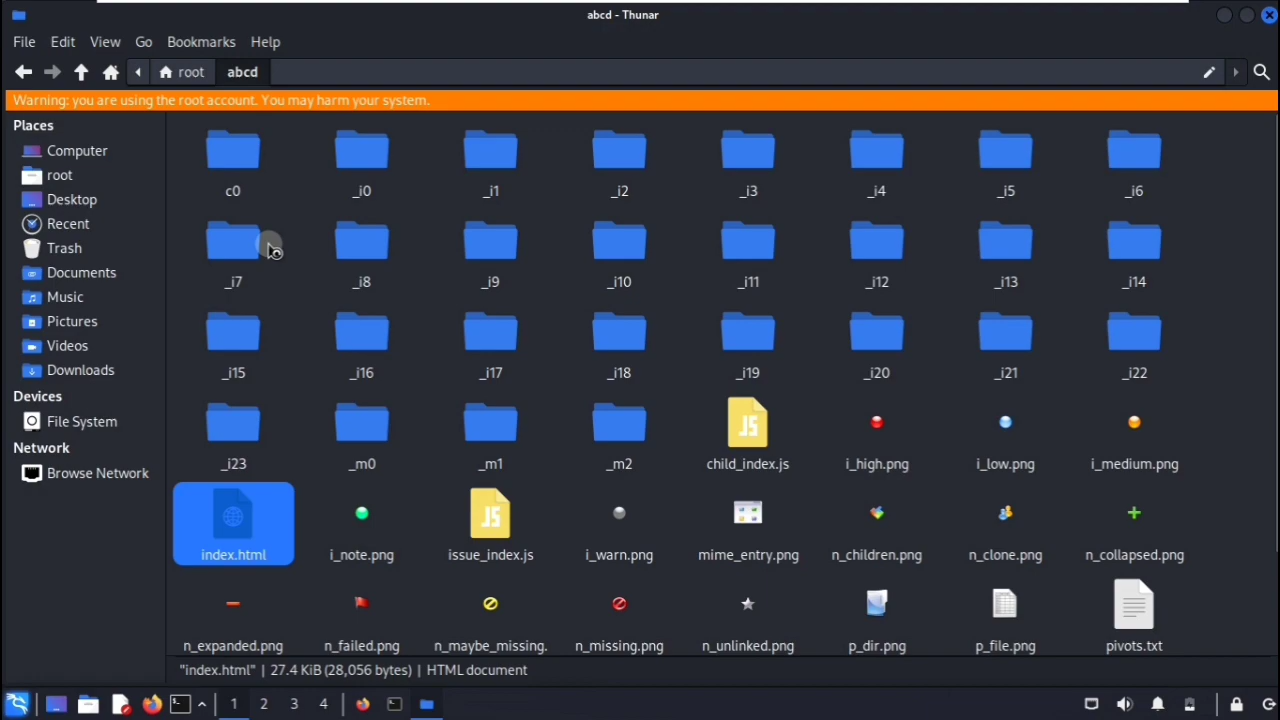 abcd - Thunar
File Edit View Go Bookmarks Help
root abcd
Warning: you are using the root account. You may harm your system.
Places
Computer
root
Desktop
Recent
Trash
Documents
Music
Pictures
Videos
Downloads
Devices
File System
Network
Browse Network
c0 _i0 _i1 _i2 _i3 _i4 _i5 _i6
_i7 _i8 _i9 _i10 _i11 _i12 _i13 _i14
_i15 _i16 _i17 _i18 _i19 _i20 _i21 _i22
JS
_i23 _m0 _m1 _m2 child_index.js i_high.png i_low.png i_medium.png
JS
index.html i_note.png issue_index.js i_warn.png mime_entry.png n_children.png n_clone.png n_collapsed.png
n_expanded.png n_failed.png n_maybe_missing. n_missing.png n_unlinked.png p_dir.png p_file.png pivots.txt
"index.html" | 27.4 KiB (28,056 bytes) | HTML document
1 2 3 4